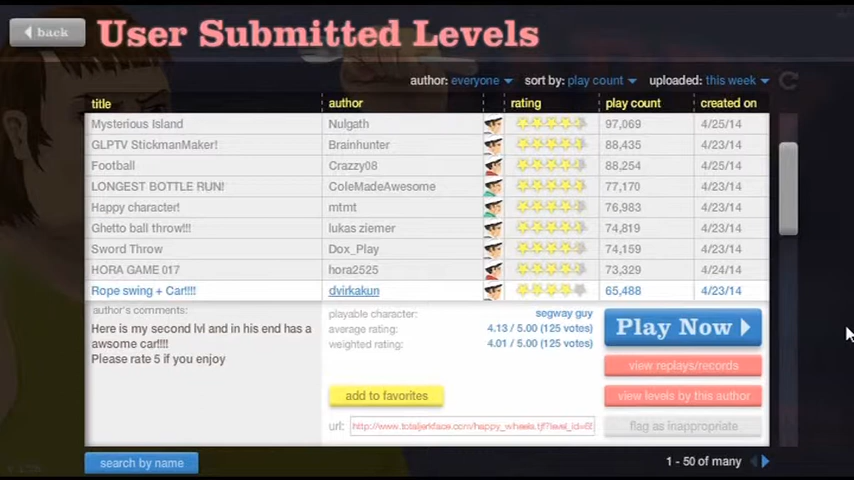 back
User Submitted Levels
author: everyone sort by: play count uploaded: this week
title author rating play count created on
Mysterious Island Nulgath 97,069 4/25/14
GLPTV StickmanMaker! Brainhunter 88,435 4/23/14
Football Crazzy08 88,254 4/25/14
LONGEST BOTTLE RUN! ColeMadeAwesome 77,170 4/23/14
Happy character! mtmt 76,983 4/23/14
Ghetto ball throw!!! lukas ziemer 74,819 4/23/14
Sword Throw Dox_Play 74,159 4/23/14
HORA GAME 017 hora2525 73,329 4/24/14
Rope swing + Car!!!! dvirkakun 65,488 4/23/14
author's comments:
Here is my second lvl and in his end has a
awsome car!!!!
Please rate 5 if you enjoy
playable character: segway guy
average rating: 4.13 / 5.00 (125 votes)
weighted rating: 4.01 / 5.00 (125 votes)
add to favorites
url: http://www.totaljerkface.com/happy_wheels.tjf?level_id=
Play Now
view replays/records
view levels by this author
flag as inappropriate
search by name
1 - 50 of many